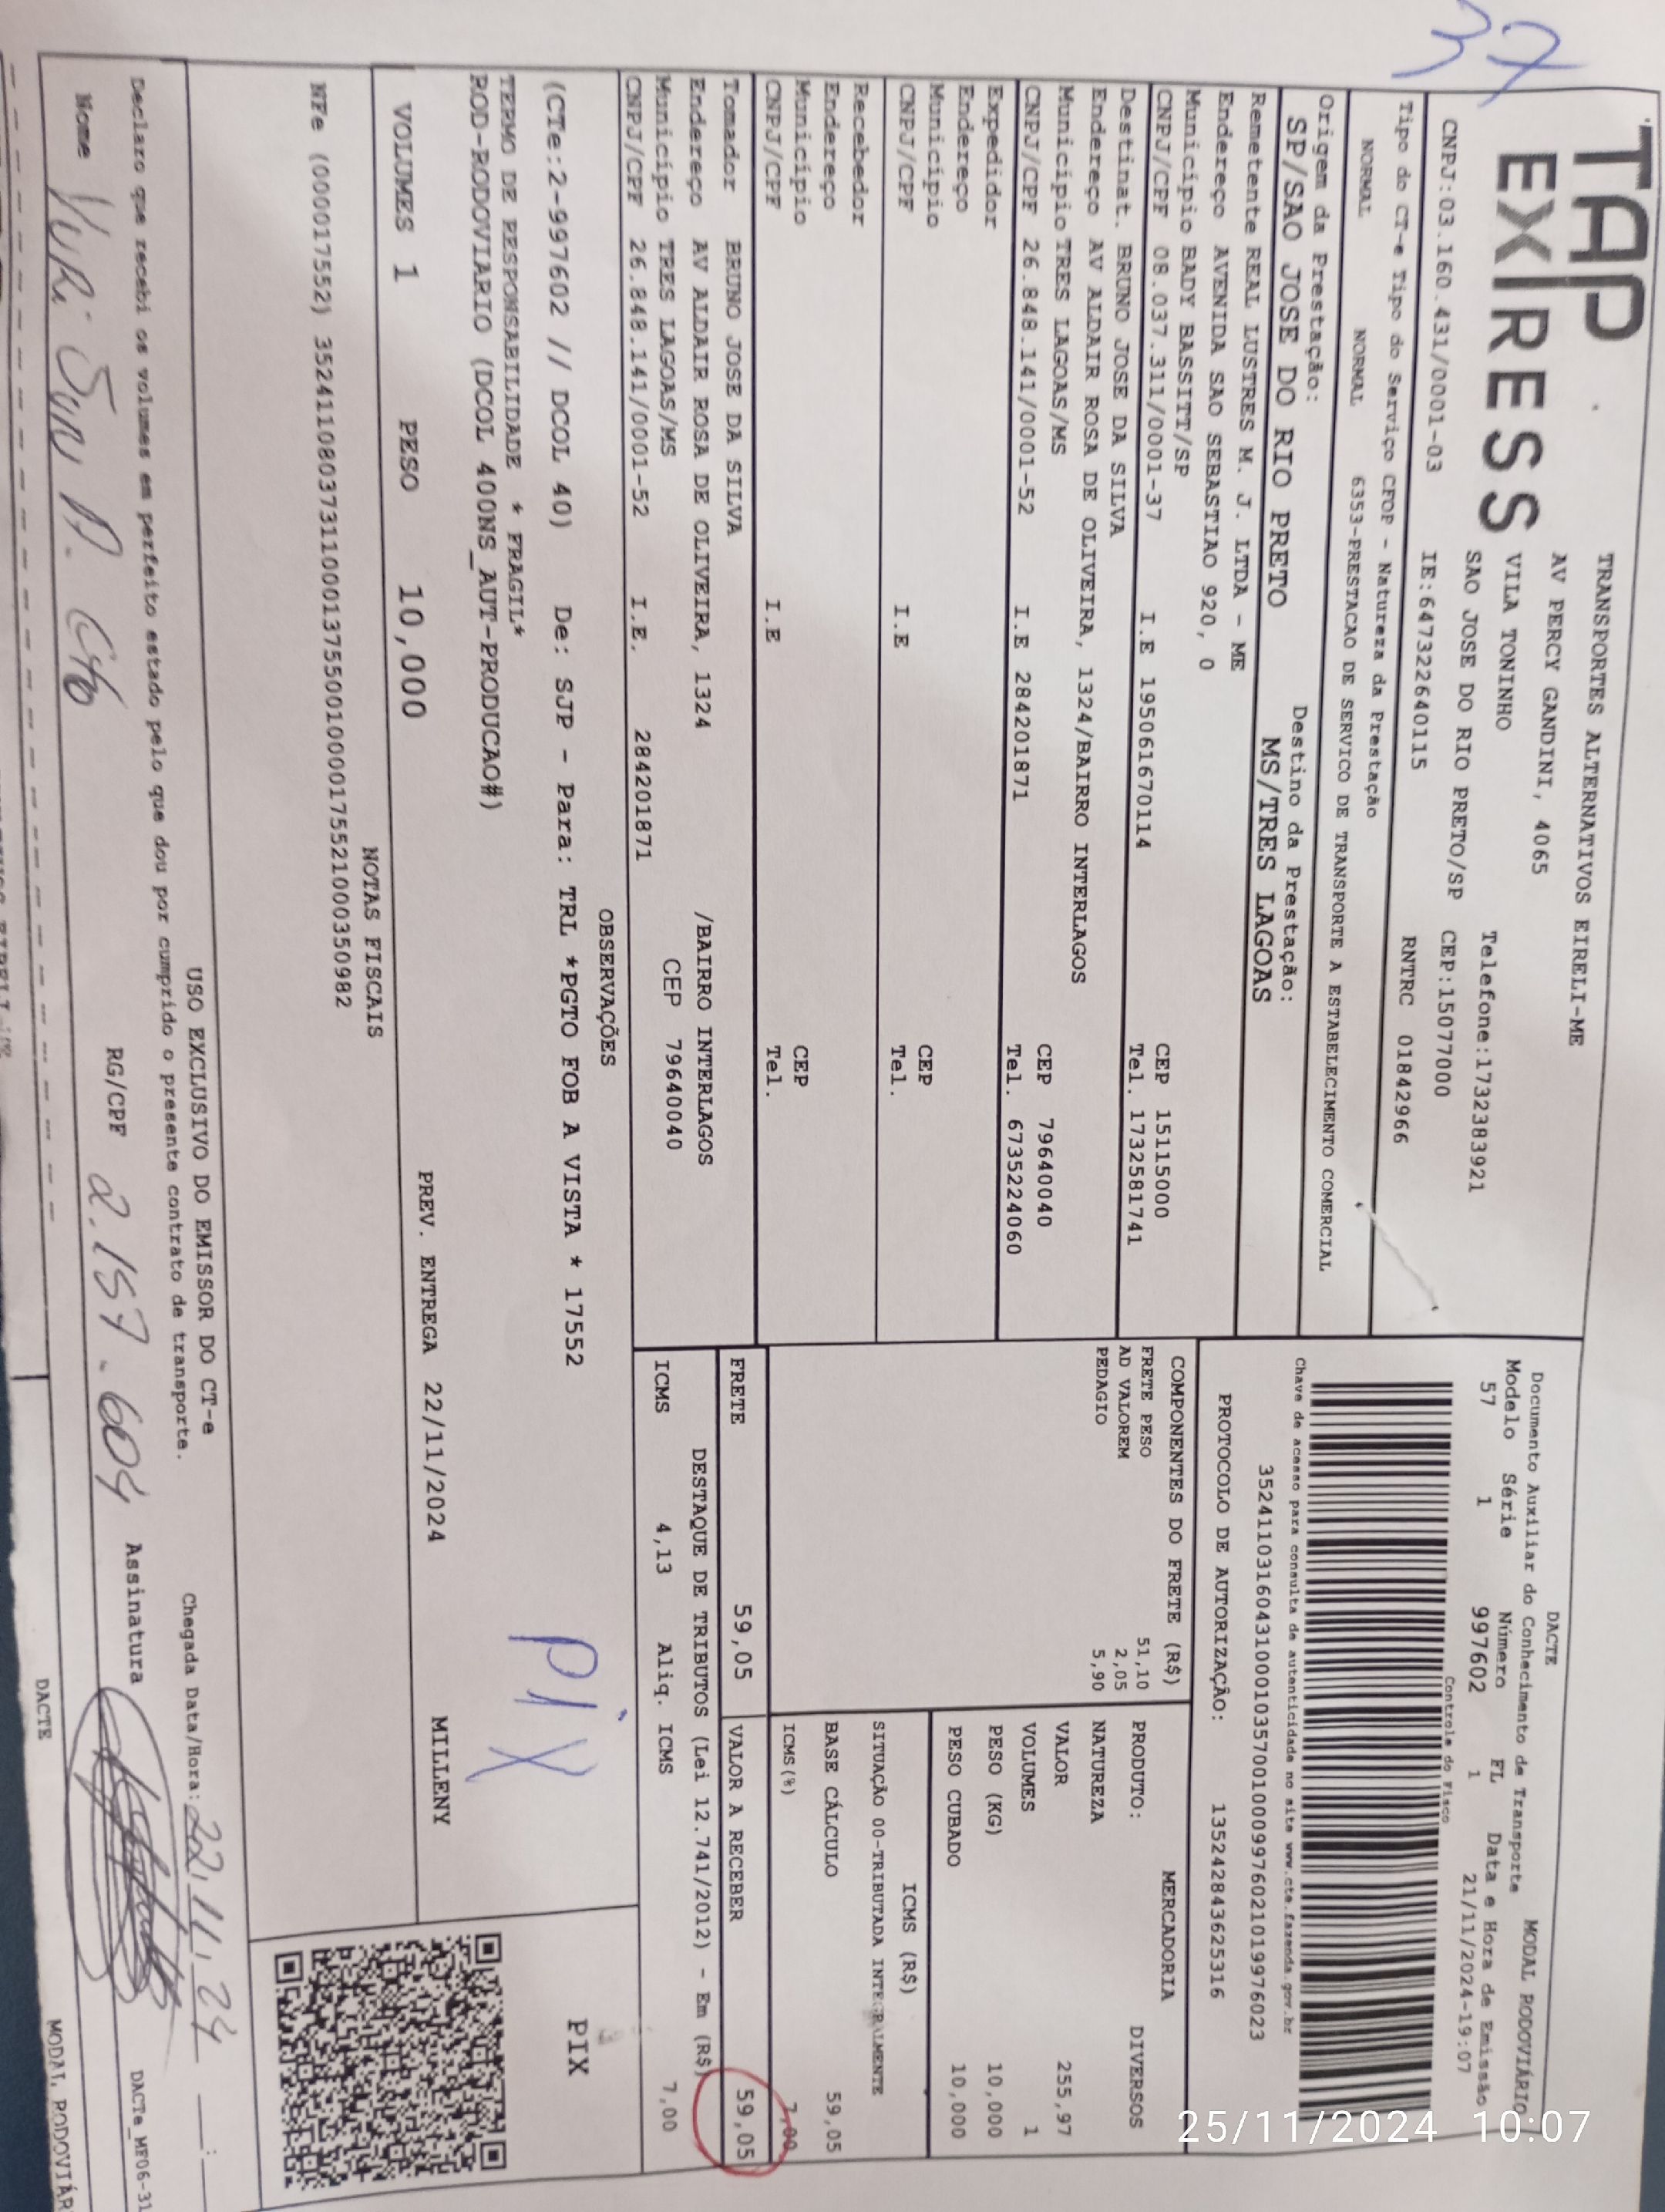 37
TAP
EXPRESS
TRANSPORTES ALTERNATIVOS EIRELI-ME
AV PERCY GANDINI, 4065
VILA TONINHO
SAO JOSE DO RIO PRETO/SP
Telefone:1732383921
CEP:15077000
CNPJ:03.160.431/0001-03 IE:647322640115 RNTRC 01842966
DACTE
Documento Auxiliar do Conhecimento de Transporte MODAL RODOVIÁRIO
Modelo Série Número FL Data e Hora de Emissão
57 1 997602 1 21/11/2024-19:07
Controle do Fisco
Tipo do CT-e Tipo do Serviço CFOP - Natureza da Prestação
NORMAL NORMAL 6353-PRESTACAO DE SERVICO DE TRANSPORTE A ESTABELECIMENTO COMERCIAL
Chave de acesso para consulta de autenticidade no site www.cte.fazenda.gov.br
Origem da Prestação: Destino da Prestação:
SP/SAO JOSE DO RIO PRETO MS/TRES LAGOAS
35241103160431000103570010009976021019976023
PROTOCOLO DE AUTORIZAÇÃO: 135242843625316
Remetente REAL LUSTRES M. J. LTDA - ME
Endereço AVENIDA SAO SEBASTIAO 920, 0
Município BADY BASSITT/SP CEP 15115000
CNPJ/CPF 08.037.311/0001-37 I.E 195061670114 Tel. 1732581741
Destinat. BRUNO JOSE DA SILVA
Endereço AV ALDAIR ROSA DE OLIVEIRA, 1324/BAIRRO INTERLAGOS
Município TRES LAGOAS/MS CEP 79640040
CNPJ/CPF 26.848.141/0001-52 I.E 284201871 Tel. 6735224060
Expedidor
Endereço
Município CEP
CNPJ/CPF I.E Tel.
Recebedor
Endereço
Município CEP
CNPJ/CPF I.E Tel.
Tomador BRUNO JOSE DA SILVA
Endereço AV ALDAIR ROSA DE OLIVEIRA, 1324 /BAIRRO INTERLAGOS
Município TRES LAGOAS/MS CEP 79640040
CNPJ/CPF 26.848.141/0001-52 I.E. 284201871
COMPONENTES DO FRETE (R$)
FRETE PESO 51,10
AD VALOREM 2,05
PEDAGIO 5,90
MERCADORIA
PRODUTO: DIVERSOS
NATUREZA
VALOR 255,97
VOLUMES 1
PESO (KG) 10,000
PESO CUBADO 10,000
ICMS (R$)
SITUAÇÃO 00-TRIBUTADA INTEGRALMENTE
BASE CÁLCULO 59,05
ICMS(%) 7,00
FRETE 59,05 VALOR A RECEBER 59,05
DESTAQUE DE TRIBUTOS (Lei 12.741/2012) - Em (R$)
ICMS 4,13 Aliq. ICMS 7,00
OBSERVAÇÕES
(CTe:2-997602 // DCOL 40) De: SJP - Para: TRL *PGTO FOB A VISTA * 17552
TERMO DE RESPONSABILIDADE * FRAGIL*
ROD-RODOVIARIO (DCOL 400NS_AUT-PRODUCAO#)
PIX
PIX
VOLUMES 1 PESO 10,000 PREV. ENTREGA 22/11/2024 MILLENY
NOTAS FISCAIS
NFe (000017552) 35241108037311000137550010000175521000350982
USO EXCLUSIVO DO EMISSOR DO CT-e
Declaro que recebi os volumes em perfeito estado pelo que dou por cumprido o presente contrato de transporte.
Chegada Data/Hora: 22/11/24 __:__
Nome RG/CPF 2.157.604 Assinatura
DACTe_MF06-31
DACTE
MODAL RODOVIÁR
25/11/2024 10:07